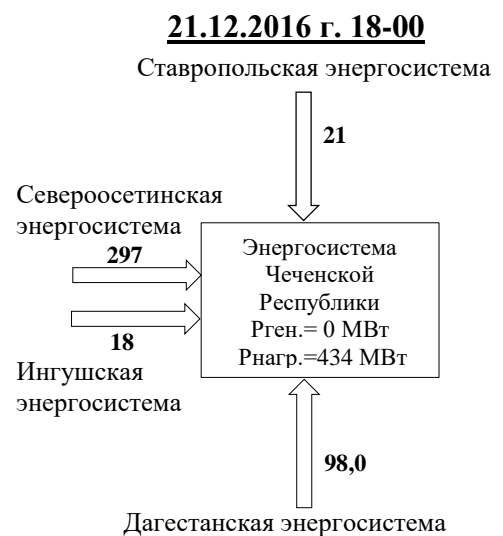 21.12.2016 г. 18-00
Ставропольская энергосистема
21
Североосетинская
энергосистема
297
18
Ингушская
энергосистема
Энергосистема
Чеченской
Республики
Рген.= 0 МВт
Рнагр.=434 МВт
98,0
Дагестанская энергосистема